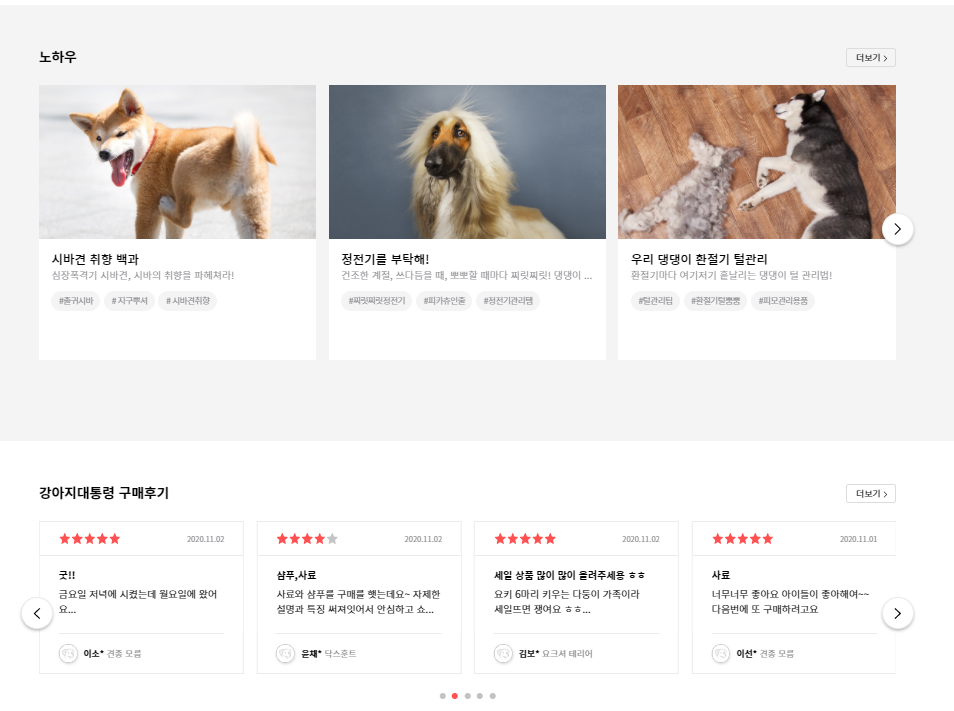 노하우
더보기
시바견 취향 백과
심장폭격기 시바견, 시바의 취향을 파헤쳐라!
#출귀시바 # 지구뿌셔 # 시바견취향
정전기를 부탁해!
건조한 계절, 쓰다듬을 때, 뽀뽀할 때마다 찌릿찌릿! 댕댕이 ...
#찌릿찌릿정전기 #피가츄안줄 #정전기관리템
우리 댕댕이 환절기 털관리
환절기마다 여기저기 흩날리는 댕댕이 털 관리법!
#털관리팁 #환절기털뿜뿜 #피모관리용품
강아지대통령 구매후기
더보기
2020.11.02
굿!!
금요일 저녁에 시켰는데 월요일에 왔어
요...
이소* 견종 모름
2020.11.02
샴푸,사료
사료와 샴푸를 구매를 햇는데요~ 자제한
설명과 특징 써져잇어서 안심하고 쇼...
윤채* 닥스훈트
2020.11.02
세일 상품 많이 많이 올려주세용 ㅎㅎ
요키 6마리 키우는 다둥이 가족이라
세일뜨면 쟁여요 ㅎㅎ...
김보* 요크셔 테리어
2020.11.01
사료
너무너무 좋아요 아이들이 좋아해여~~
다음번에 또 구매하려고요
이선* 견종 모름